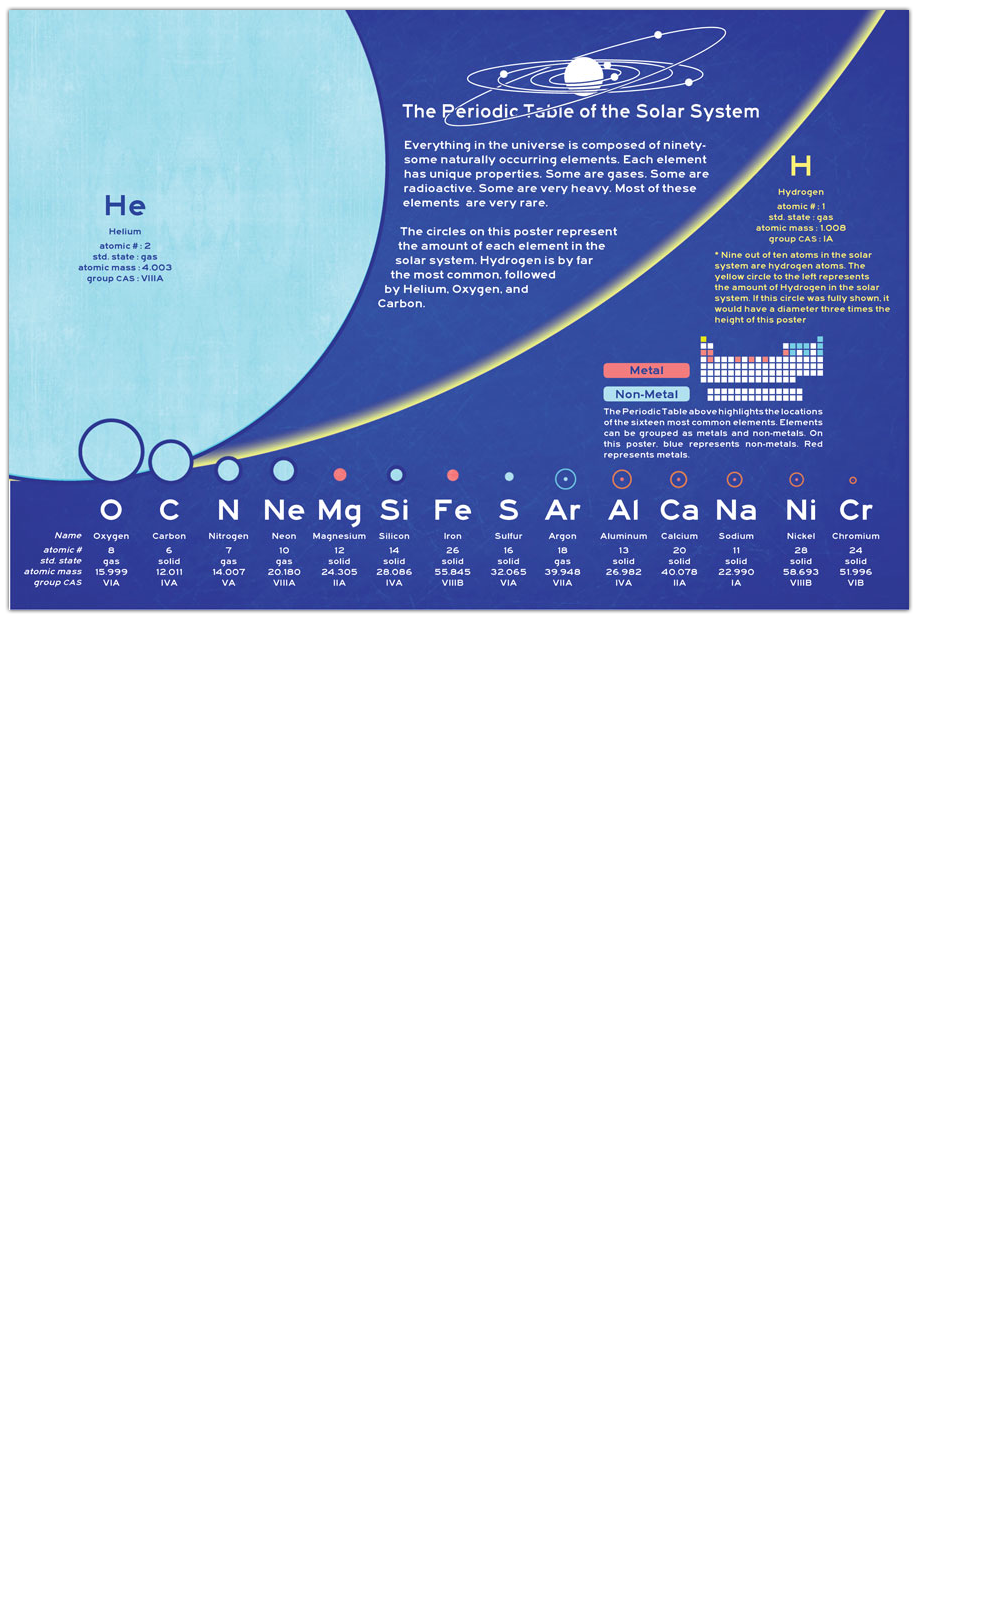 The Periodic Table of the Solar System
Everything in the universe is composed of ninety-
some naturally occurring elements. Each element
has unique properties. Some are gases. Some are
radioactive. Some are very heavy. Most of these
elements are very rare.
The circles on this poster represent
the amount of each element in the
solar system. Hydrogen is by far
the most common, followed
by Helium, Oxygen, and
Carbon.
He
Helium
atomic # : 2
std. state : gas
atomic mass : 4.003
group CAS : VIIIA
H
Hydrogen
atomic # : 1
std. state : gas
atomic mass : 1.008
group CAS : IA
* Nine out of ten atoms in the solar
system are hydrogen atoms. The
yellow circle to the left represents
the amount of Hydrogen in the solar
system. If this circle was fully shown, it
would have a diameter three times the
height of this poster
Metal
Non-Metal
The Periodic Table above highlights the locations
of the sixteen most common elements. Elements
can be grouped as metals and non-metals. On
this poster, blue represents non-metals. Red
represents metals.
O C N Ne Mg Si Fe S Ar Al Ca Na Ni Cr
Name Oxygen Carbon Nitrogen Neon Magnesium Silicon Iron Sulfur Argon Aluminum Calcium Sodium Nickel Chromium
atomic # 8 6 7 10 12 14 26 16 18 13 20 11 28 24
std. state gas solid gas gas solid solid solid solid gas solid solid solid solid solid
atomic mass 15.999 12.011 14.007 20.180 24.305 28.086 55.845 32.065 39.948 26.982 40.078 22.990 58.693 51.996
group CAS VIA IVA VA VIIIA IIA IVA VIIIB VIA VIIA IVA IIA IA VIIIB VIB